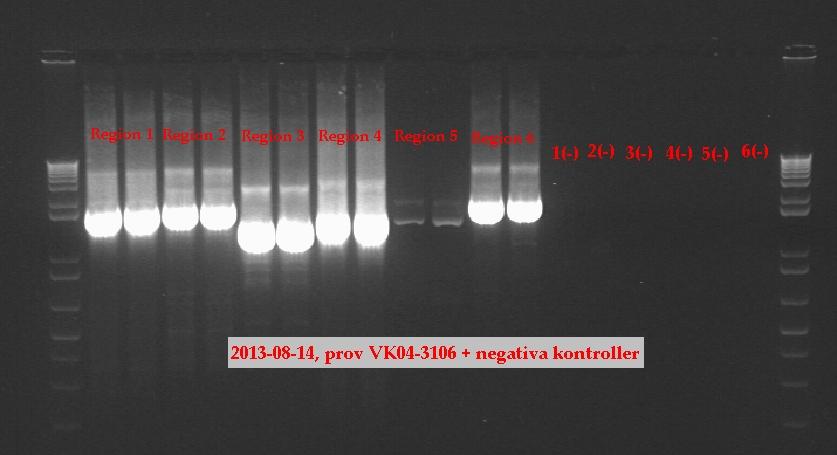 Region 1 Region 2 Region 3 Region 4 Region 5 Region 6
1(-) 2(-) 3(-) 4(-) 5(-) 6(-)
2013-08-14, prov VK04-3106 + negativa kontroller